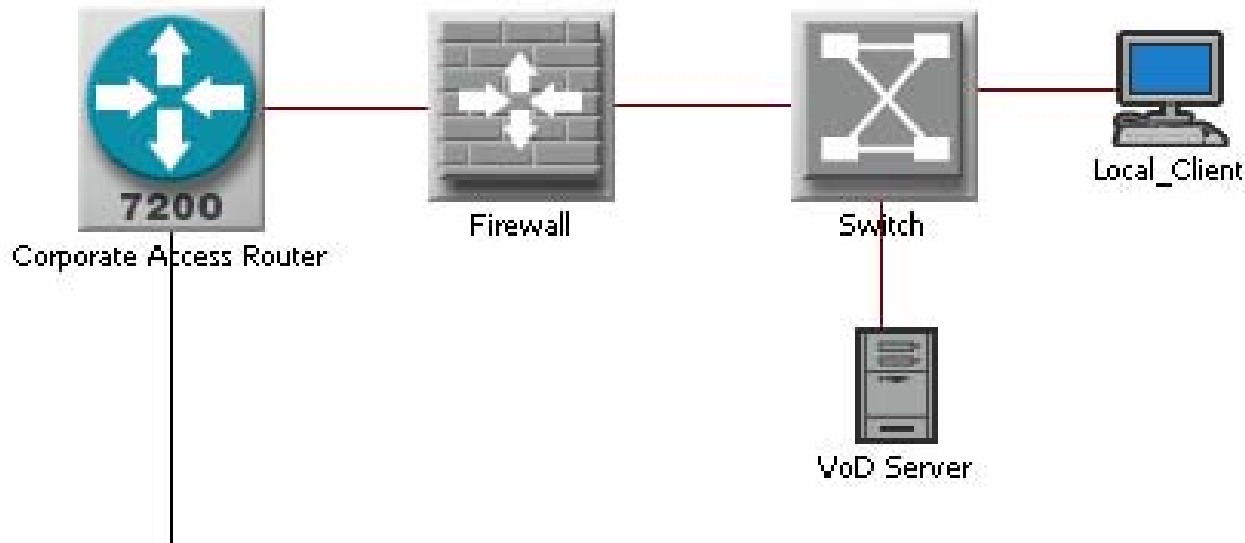 7200
Corporate Access Router
Firewall
Switch
Local_Client
VoD Server